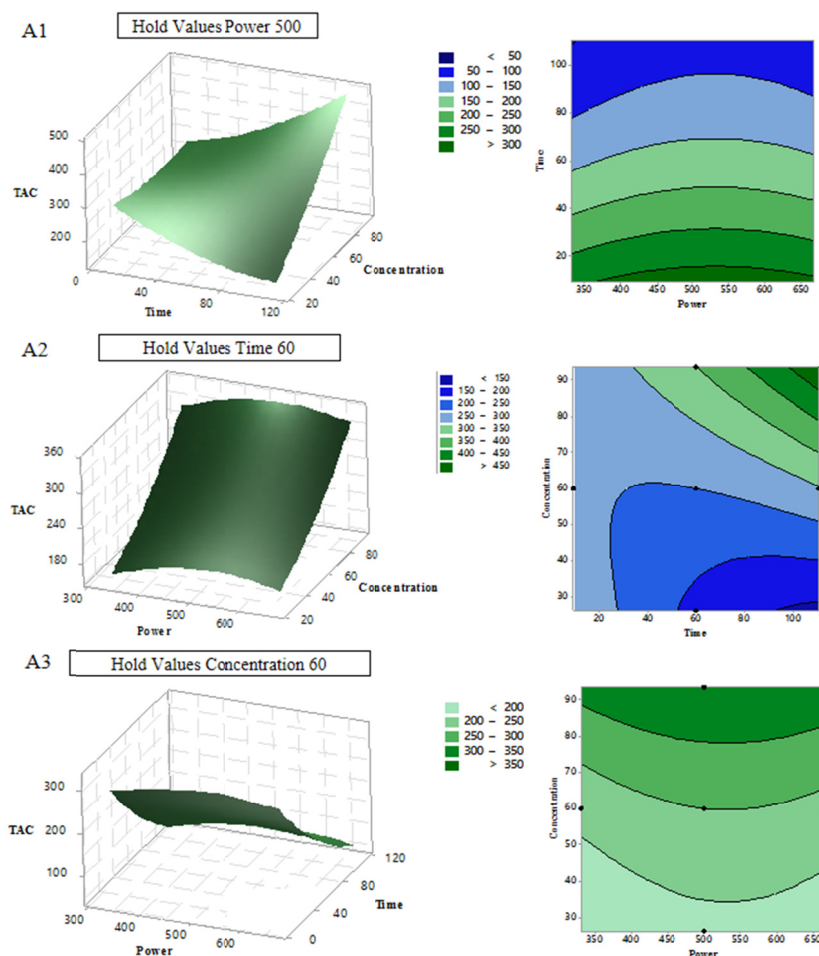 A1
Hold Values Power 500
500
400
300
200
TAC
0
40
80
120
Time
20
40
60
80
Concentration
< 50
50 – 100
100 – 150
150 – 200
200 – 250
250 – 300
> 300
100
80
60
40
20
Time
350 400 450 500 550 600 650
Power
A2
Hold Values Time 60
360
300
240
180
TAC
300
400
500
600
Power
20
40
60
80
Concentration
< 150
150 – 200
200 – 250
250 – 300
300 – 350
350 – 400
400 – 450
> 450
90
80
70
60
50
40
30
Concentration
20 40 60 80 100
Time
A3
Hold Values Concentration 60
300
200
100
TAC
300
400
500
600
Power
0
40
80
120
Time
< 200
200 – 250
250 – 300
300 – 350
> 350
90
80
70
60
50
40
30
Concentration
350 400 450 500 550 600 650
Power